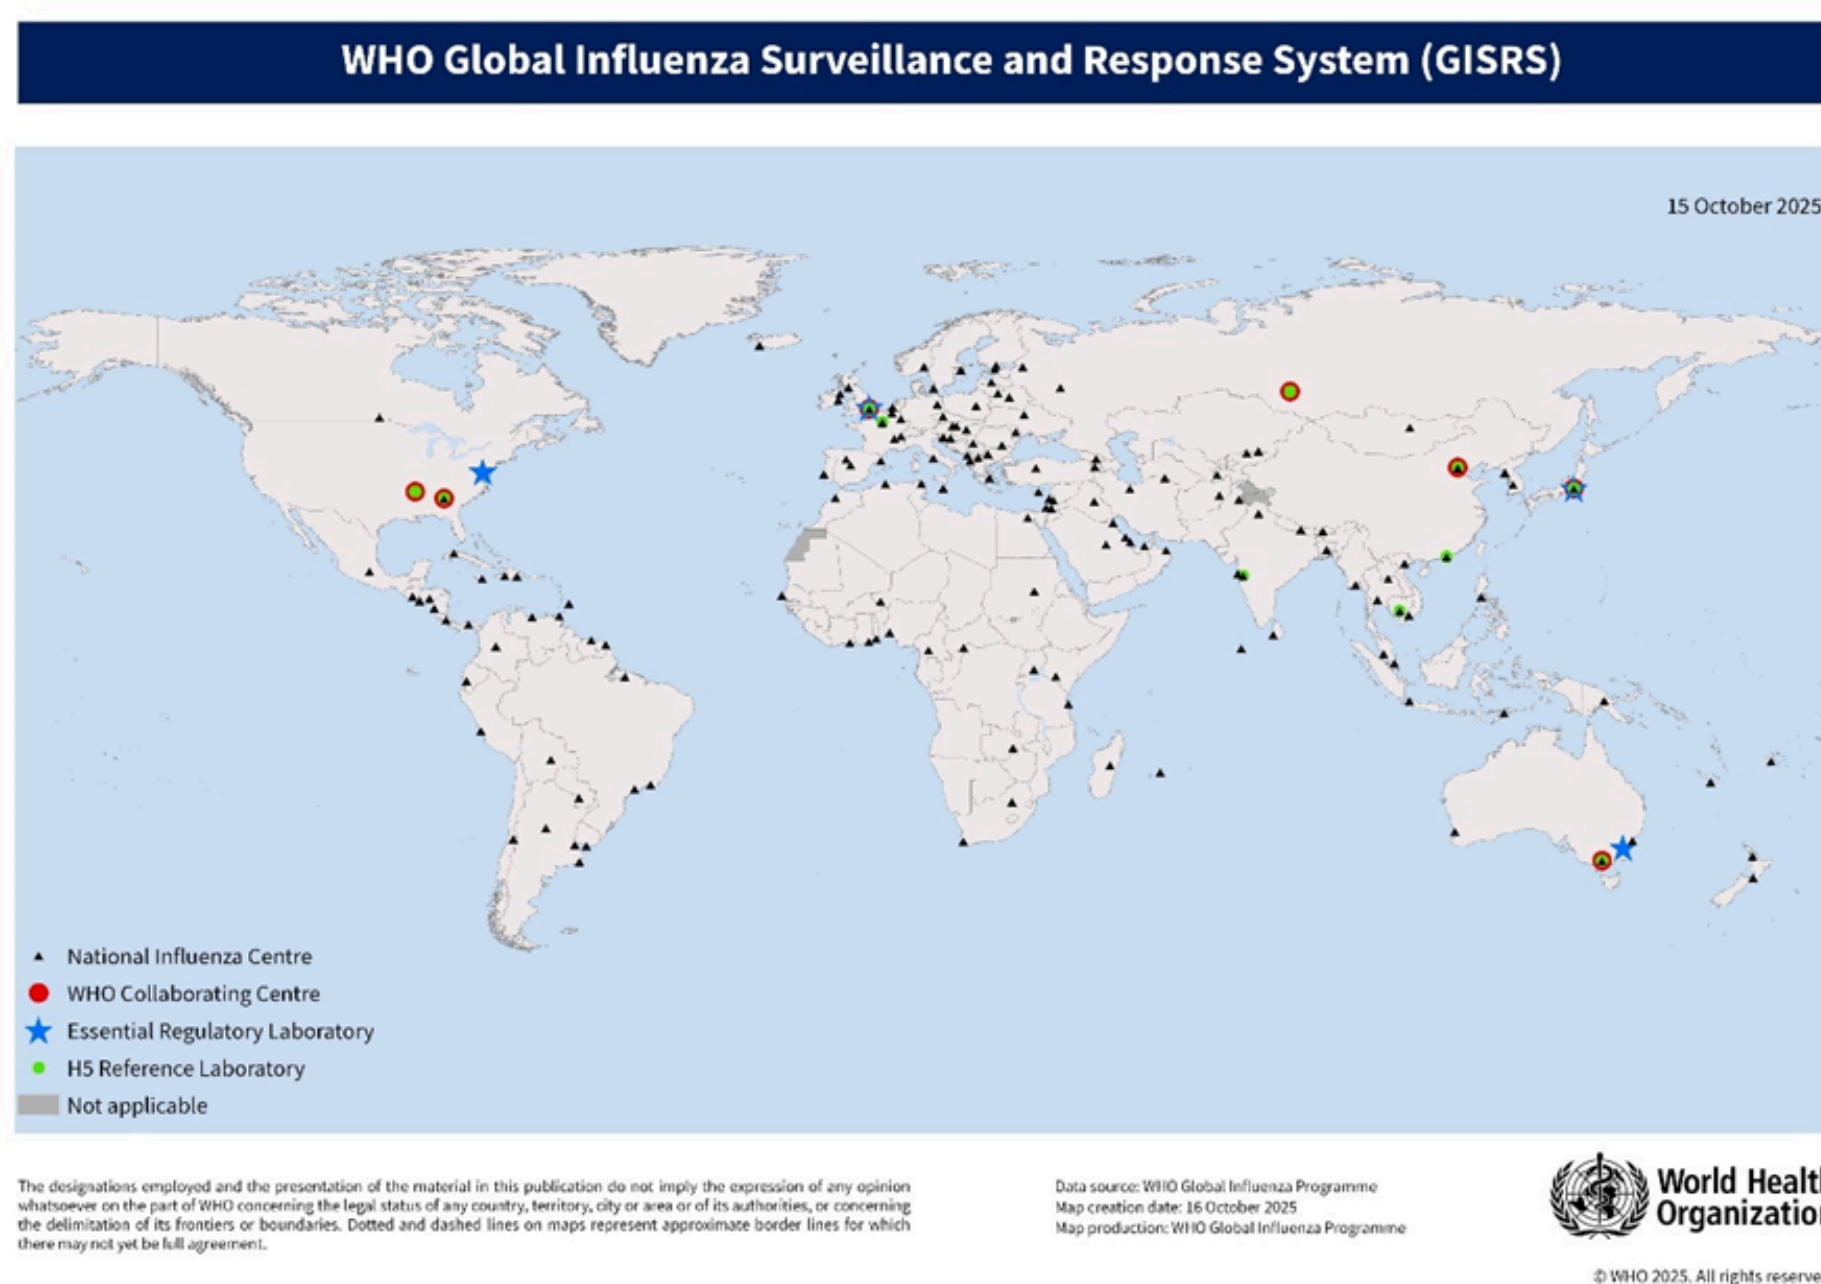 WHO Global Influenza Surveillance and Response System (GISRS)
15 October 2025
National Influenza Centre
WHO Collaborating Centre
Essential Regulatory Laboratory
H5 Reference Laboratory
Not applicable
The designations employed and the presentation of the material in this publication do not imply the expression of any opinion
whatsoever on the part of WHO concerning the legal status of any country, territory, city or area or of its authorities, or concerning
the delimitation of its frontiers or boundaries. Dotted and dashed lines on maps represent approximate border lines for which
there may not yet be full agreement.
Data source: WHO Global Influenza Programme
Map creation date: 16 October 2025
Map production: WHO Global Influenza Programme
World Health
Organization
© WHO 2025. All rights reserve